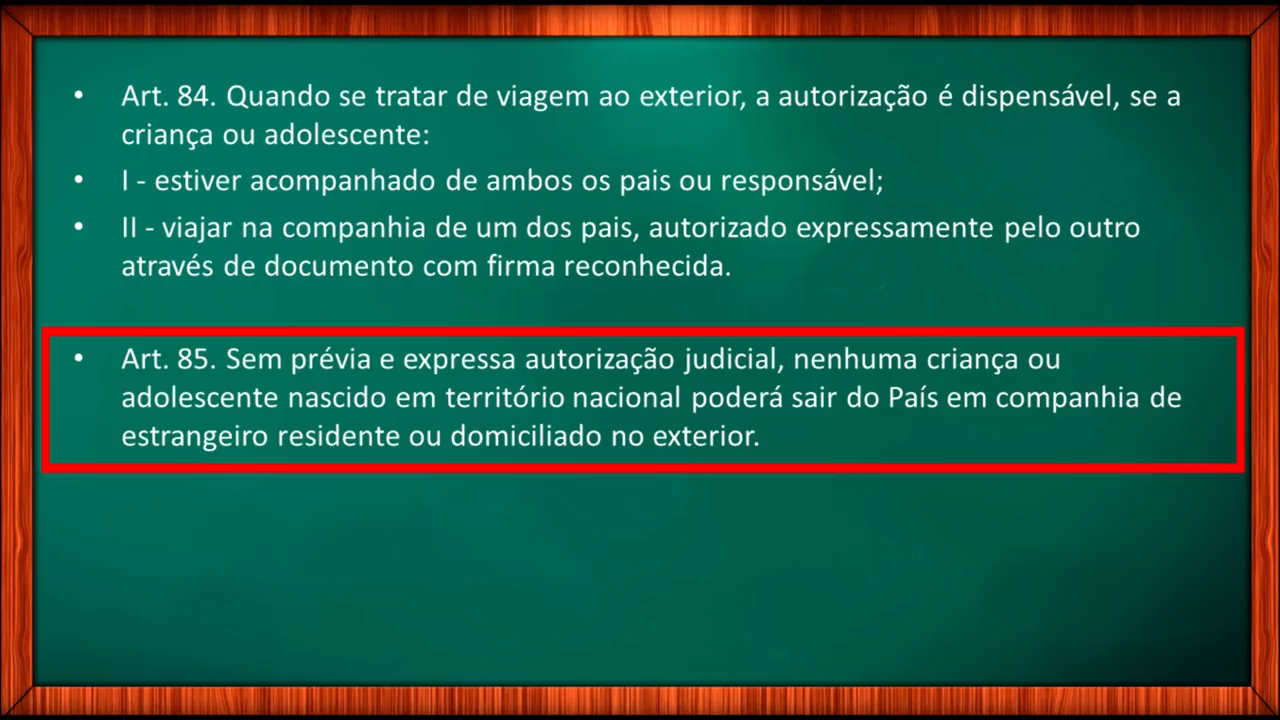 • Art. 84. Quando se tratar de viagem ao exterior, a autorização é dispensável, se a
criança ou adolescente:
• I - estiver acompanhado de ambos os pais ou responsável;
• II - viajar na companhia de um dos pais, autorizado expressamente pelo outro
através de documento com firma reconhecida.
• Art. 85. Sem prévia e expressa autorização judicial, nenhuma criança ou
adolescente nascido em território nacional poderá sair do País em companhia de
estrangeiro residente ou domiciliado no exterior.